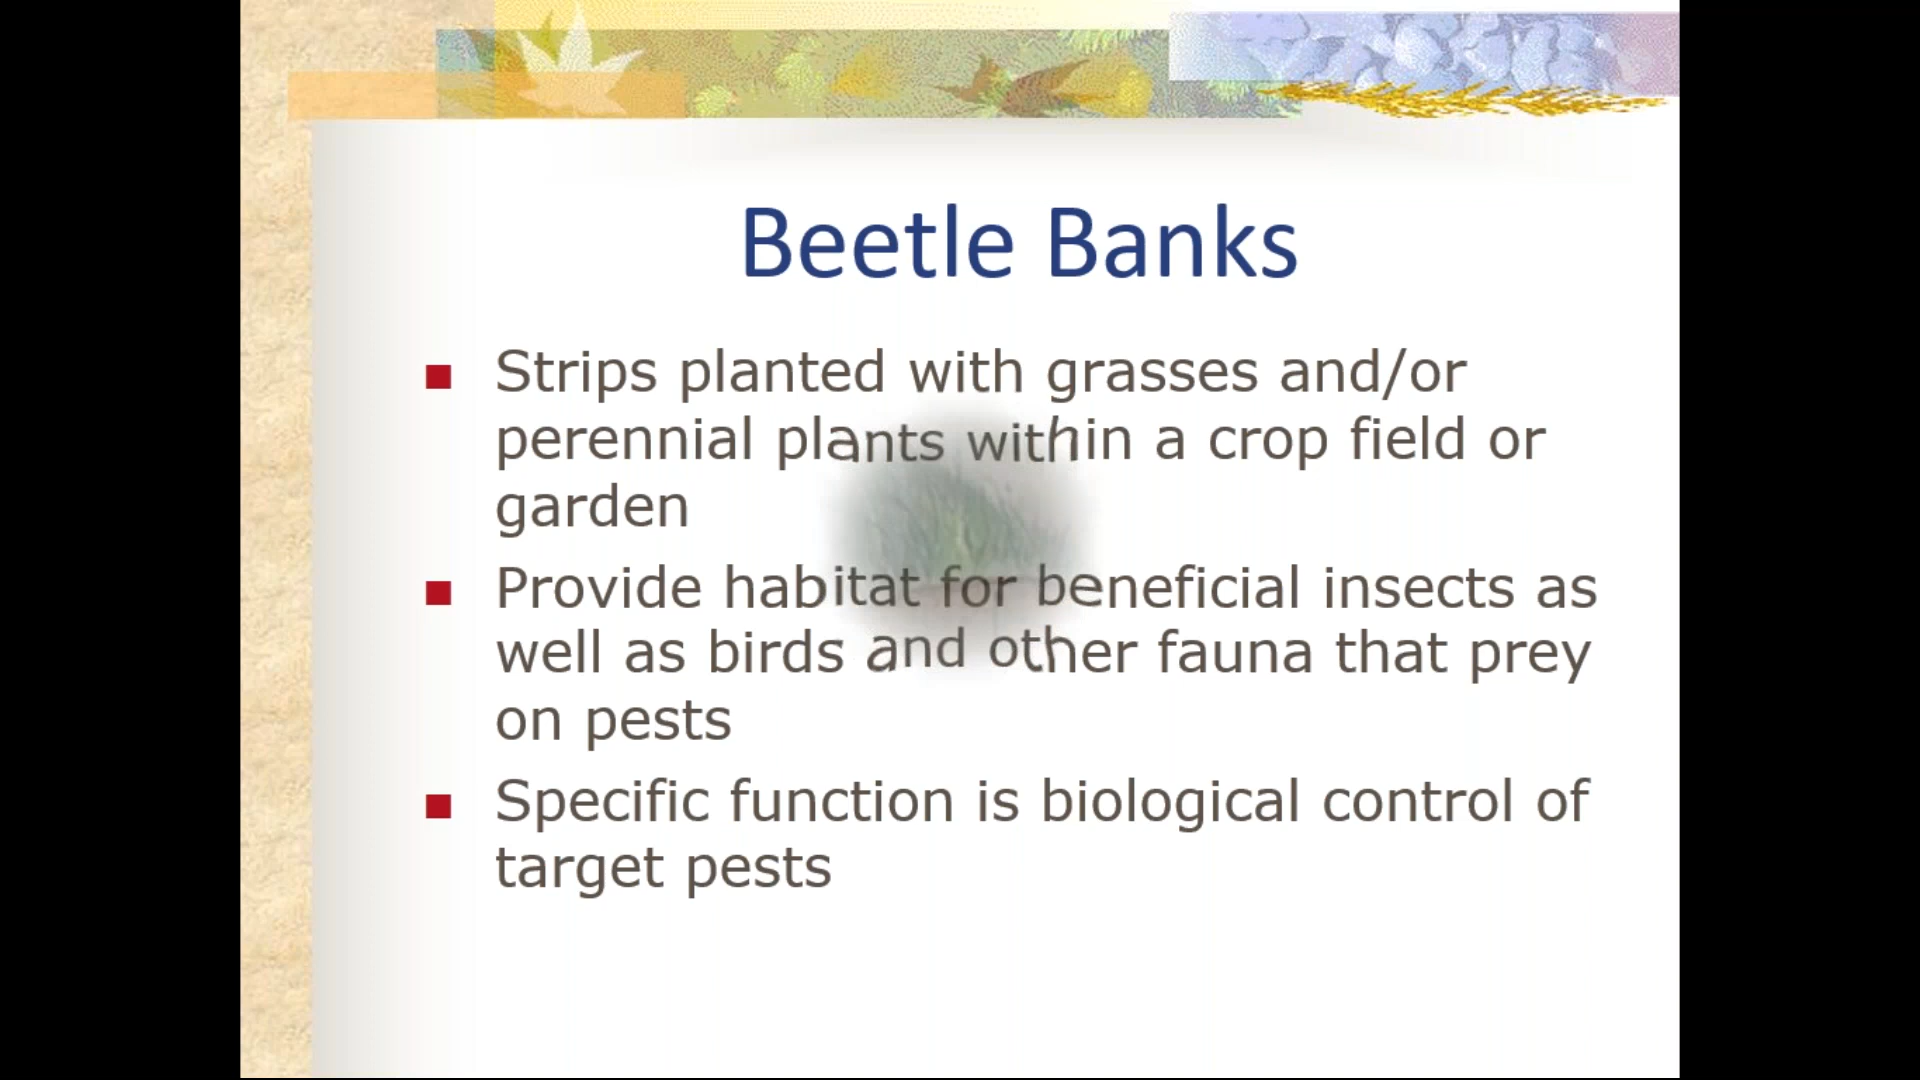 Beetle Banks
Strips planted with grasses and/or
perennial plants within a crop field or
garden
Provide habitat for beneficial insects as
well as birds and other fauna that prey
on pests
Specific function is biological control of
target pests